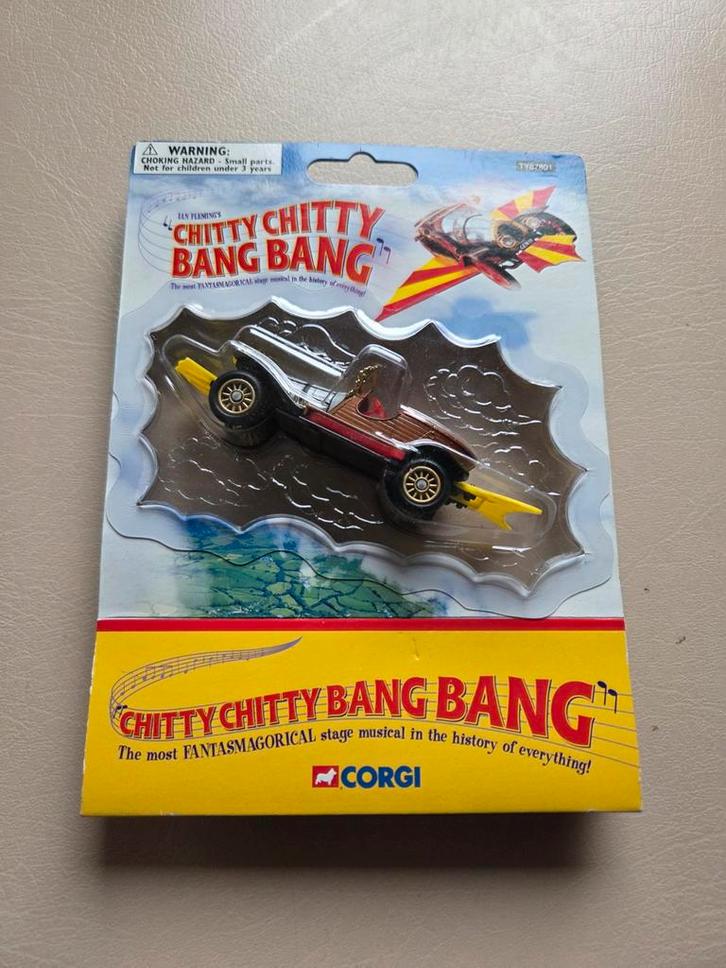 WARNING:
CHOKING HAZARD - Small parts.
Not for children under 3 years
TY87801
IAN FLEMING'S
"CHITTY CHITTY
BANG BANG"
The most FANTASMAGORICAL stage musical in the history of everything!
CHITTY CHITTY BANG BANG
The most FANTASMAGORICAL stage musical in the history of everything!
CORGI